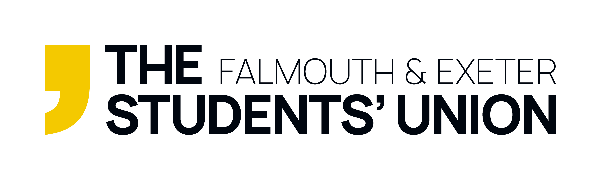 THE FALMOUTH & EXETER
STUDENTS’ UNION